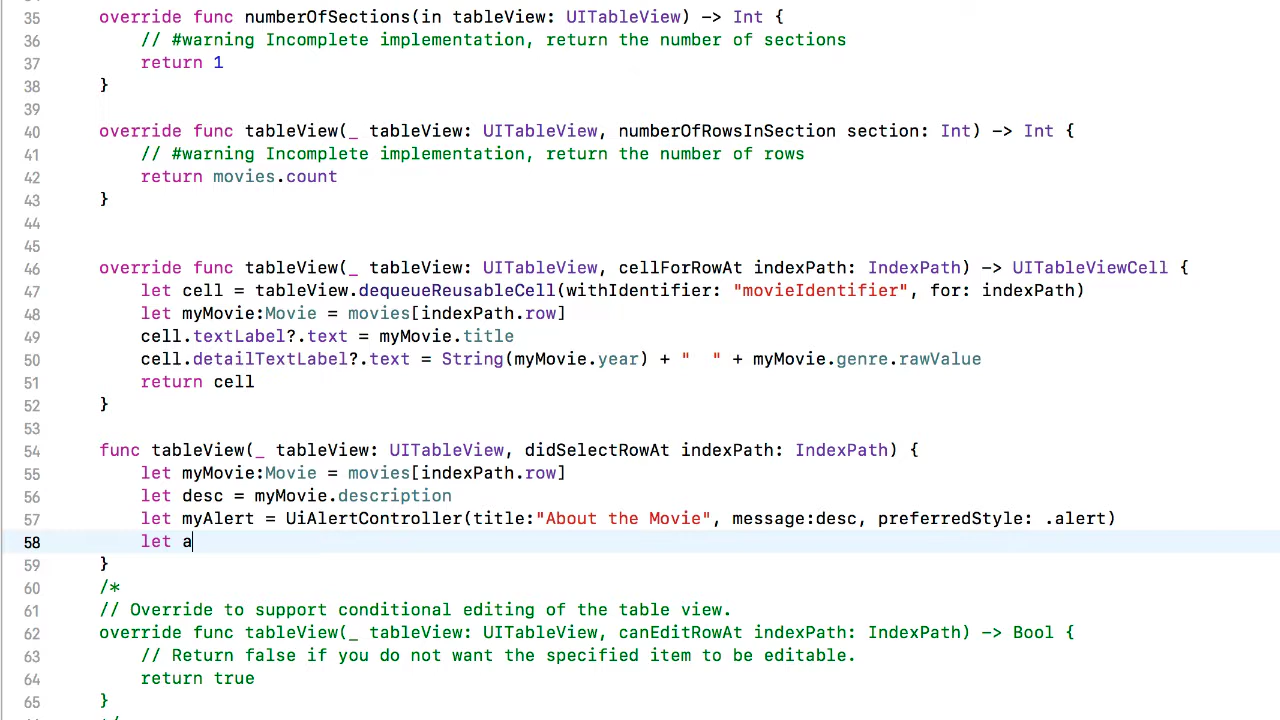 35 override func numberOfSections(in tableView: UITableView) -> Int {
36 // #warning Incomplete implementation, return the number of sections
37 return 1
38 }
39
40 override func tableView(_ tableView: UITableView, numberOfRowsInSection section: Int) -> Int {
41 // #warning Incomplete implementation, return the number of rows
42 return movies.count
43 }
44
45
46 override func tableView(_ tableView: UITableView, cellForRowAt indexPath: IndexPath) -> UITableViewCell {
47 let cell = tableView.dequeueReusableCell(withIdentifier: "movieIdentifier", for: indexPath)
48 let myMovie:Movie = movies[indexPath.row]
49 cell.textLabel?.text = myMovie.title
50 cell.detailTextLabel?.text = String(myMovie.year) + "  " + myMovie.genre.rawValue
51 return cell
52 }
53
54 func tableView(_ tableView: UITableView, didSelectRowAt indexPath: IndexPath) {
55 let myMovie:Movie = movies[indexPath.row]
56 let desc = myMovie.description
57 let myAlert = UiAlertController(title:"About the Movie", message:desc, preferredStyle: .alert)
58 let a
59 }
60 /*
61 // Override to support conditional editing of the table view.
62 override func tableView(_ tableView: UITableView, canEditRowAt indexPath: IndexPath) -> Bool {
63 // Return false if you do not want the specified item to be editable.
64 return true
65 }